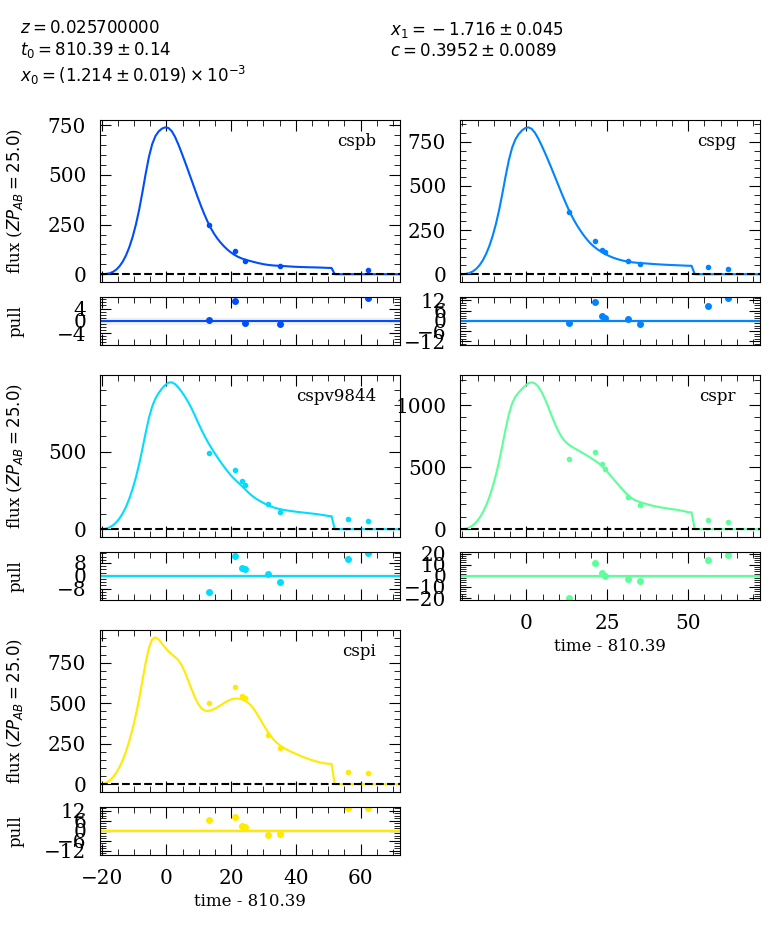 z = 0.025700000
t₀ = 810.39 ± 0.14
x₀ = (1.214 ± 0.019) × 10⁻³
x₁ = −1.716 ± 0.045
c = 0.3952 ± 0.0089
flux (ZP_AB = 25.0)
750
500
250
0
cspb
750
500
250
0
cspg
pull
4
0
−4
12
6
0
−6
−12
flux (ZP_AB = 25.0)
500
0
cspv9844
1000
500
0
cspr
pull
8
0
−8
20
10
0
−10
−20
0
25
50
time - 810.39
flux (ZP_AB = 25.0)
750
500
250
0
cspi
pull
12
6
0
−6
−12
−20
0
20
40
60
time - 810.39